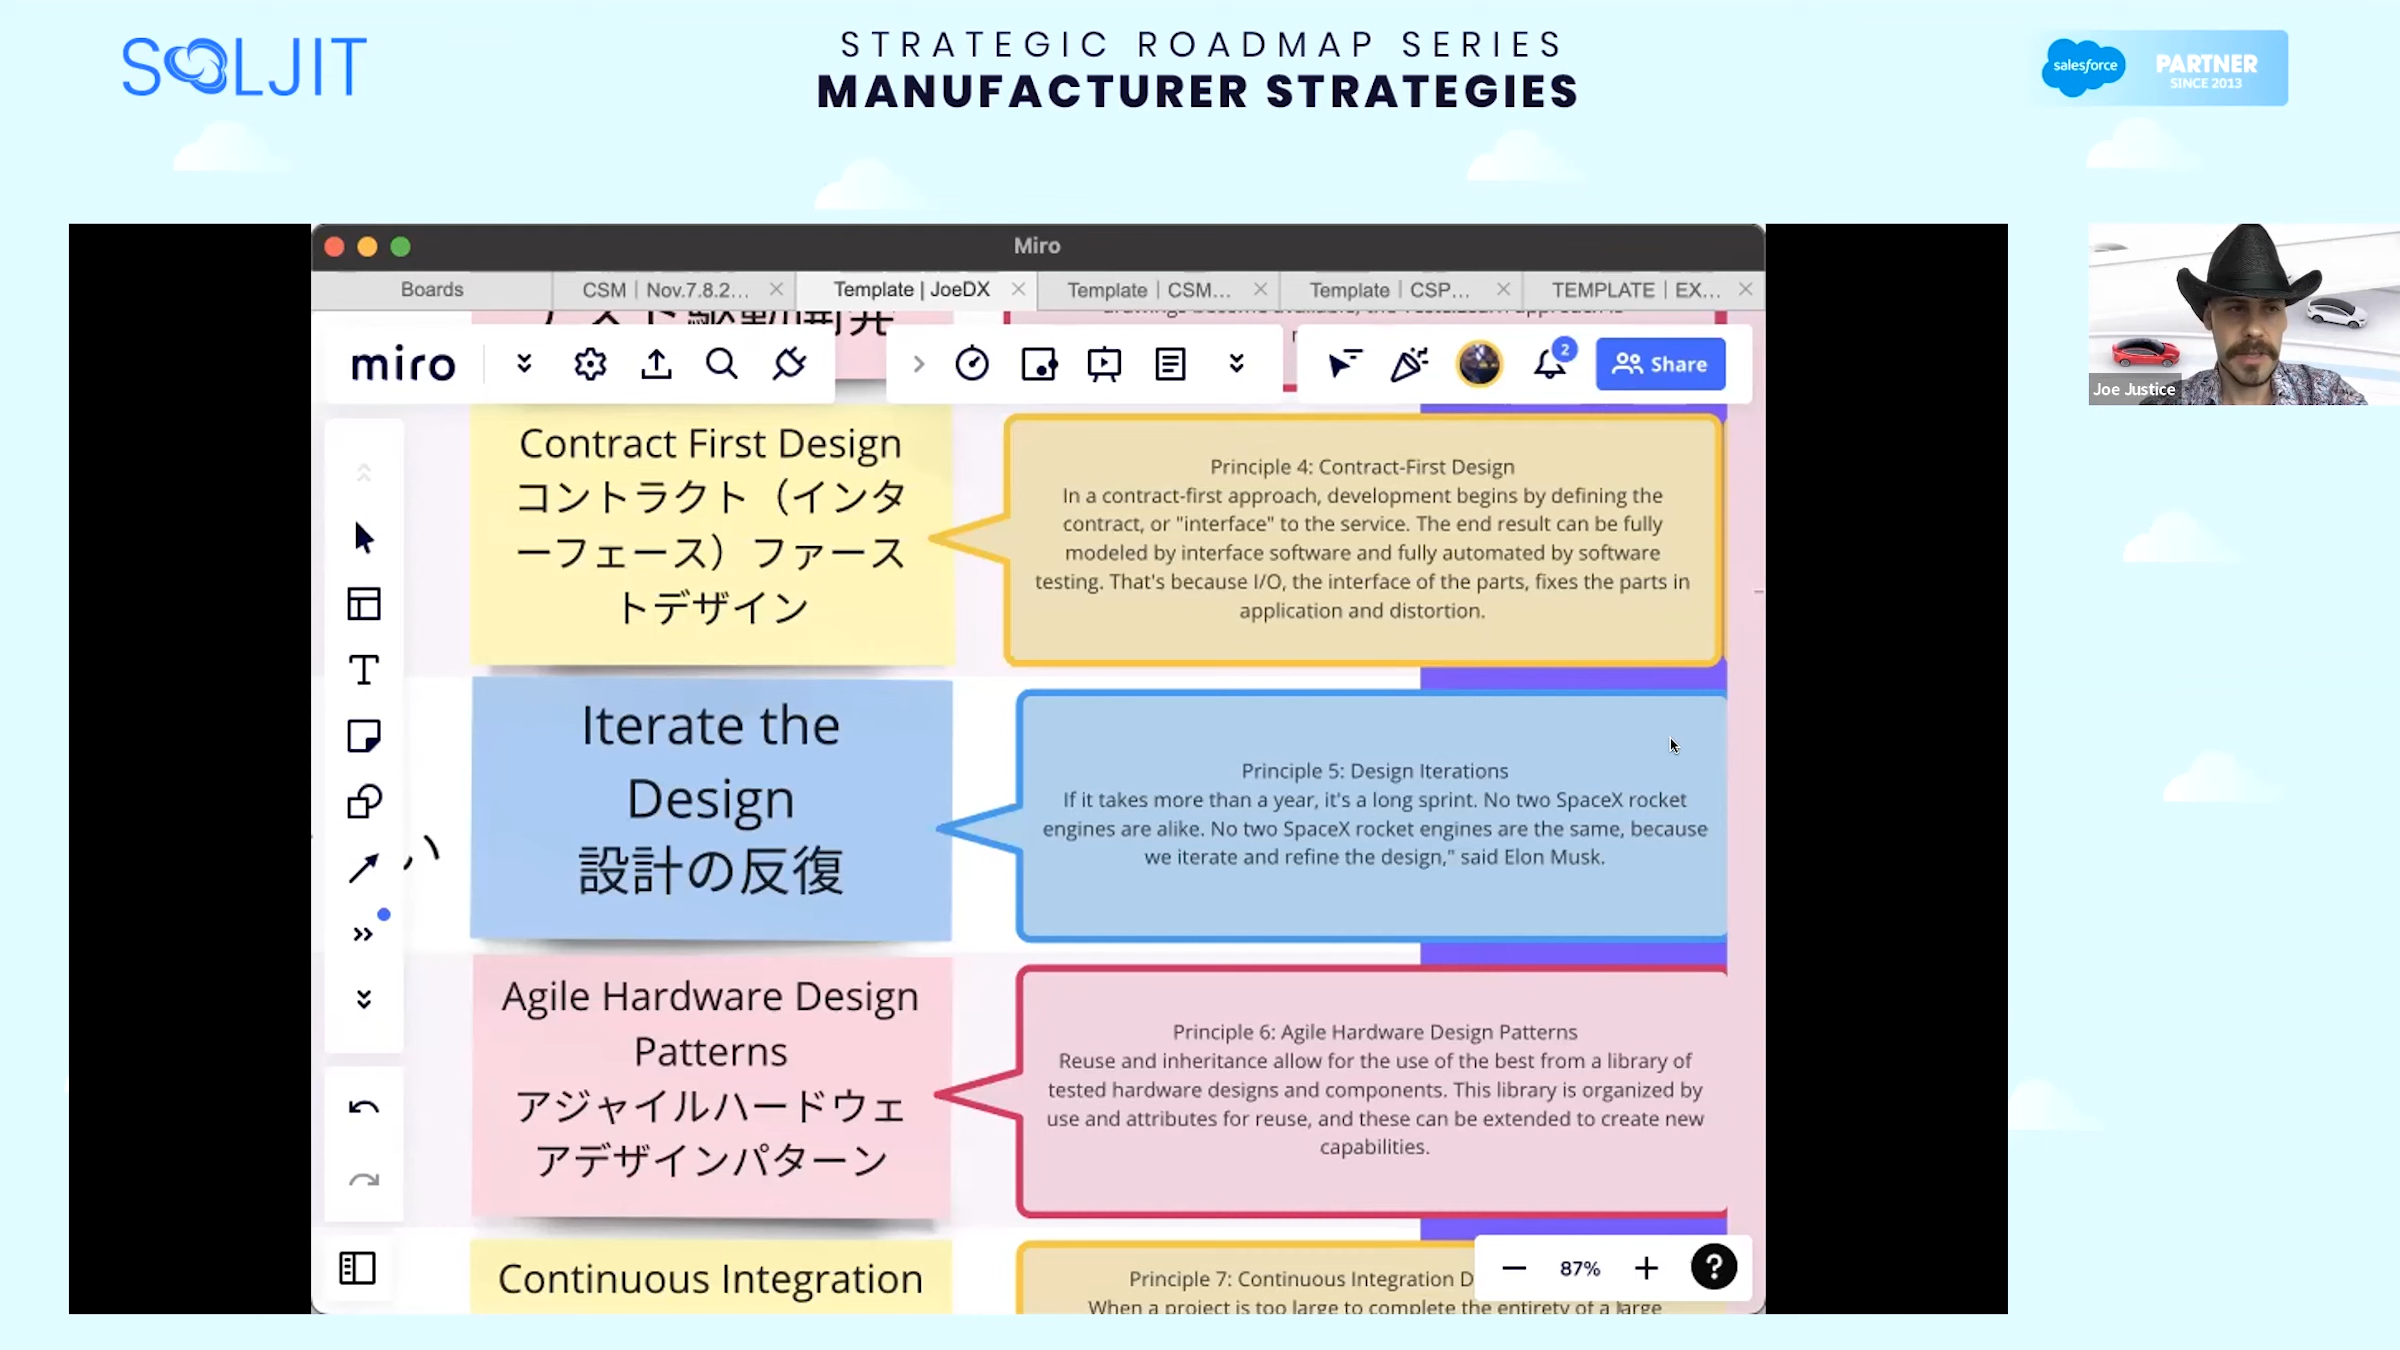 SOLJIT
STRATEGIC ROADMAP SERIES
MANUFACTURER STRATEGIES
salesforce
PARTNER
SINCE 2013
Miro
Boards
CSM | Nov.7.8.2...
Template | JoeDX
Template | CSM...
Template | CSP...
TEMPLATE | EX...
miro
2
Share
Joe Justice
Contract First Design
コントラクト（インタ
ーフェース）ファース
トデザイン
Principle 4: Contract-First Design
In a contract-first approach, development begins by defining the
contract, or "interface" to the service. The end result can be fully
modeled by interface software and fully automated by software
testing. That's because I/O, the interface of the parts, fixes the parts in
application and distortion.
Iterate the
Design
設計の反復
Principle 5: Design Iterations
If it takes more than a year, it's a long sprint. No two SpaceX rocket
engines are alike. No two SpaceX rocket engines are the same, because
we iterate and refine the design," said Elon Musk.
Agile Hardware Design
Patterns
アジャイルハードウェ
アデザインパターン
Principle 6: Agile Hardware Design Patterns
Reuse and inheritance allow for the use of the best from a library of
tested hardware designs and components. This library is organized by
use and attributes for reuse, and these can be extended to create new
capabilities.
Continuous Integration
Principle 7: Continuous Integration D
When a project is too large to complete the entirety of a large
87%
?